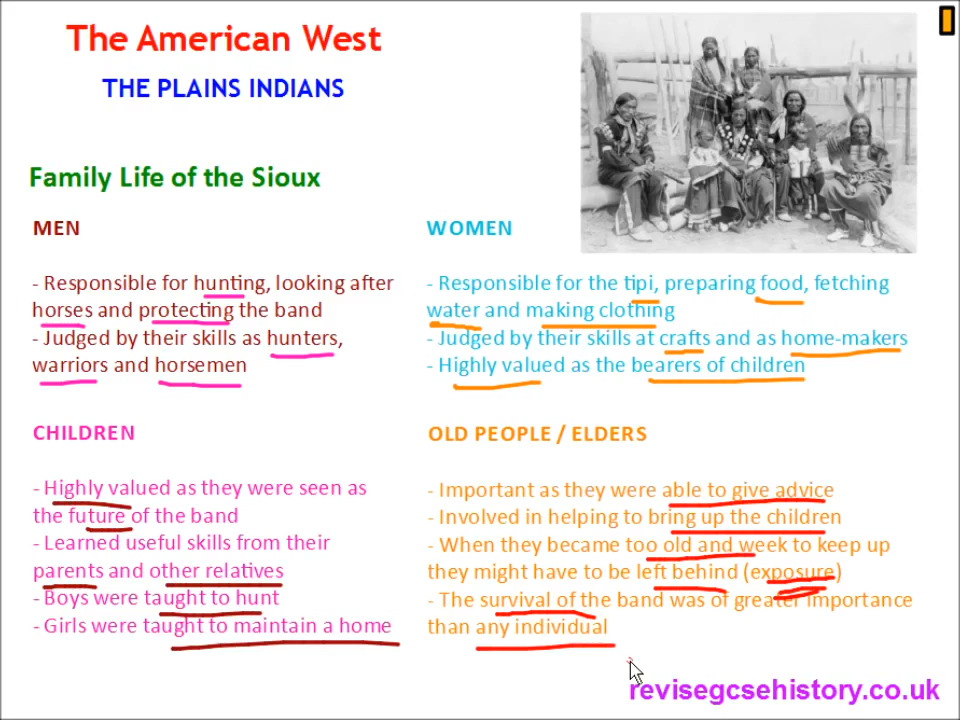 The American West
THE PLAINS INDIANS
Family Life of the Sioux
MEN
- Responsible for hunting, looking after
horses and protecting the band
- Judged by their skills as hunters,
warriors and horsemen
WOMEN
- Responsible for the tipi, preparing food, fetching
water and making clothing
- Judged by their skills at crafts and as home-makers
- Highly valued as the bearers of children
CHILDREN
- Highly valued as they were seen as
the future of the band
- Learned useful skills from their
parents and other relatives
- Boys were taught to hunt
- Girls were taught to maintain a home
OLD PEOPLE / ELDERS
- Important as they were able to give advice
- Involved in helping to bring up the children
- When they became too old and week to keep up
they might have to be left behind (exposure)
- The survival of the band was of greater importance
than any individual
revisegcsehistory.co.uk